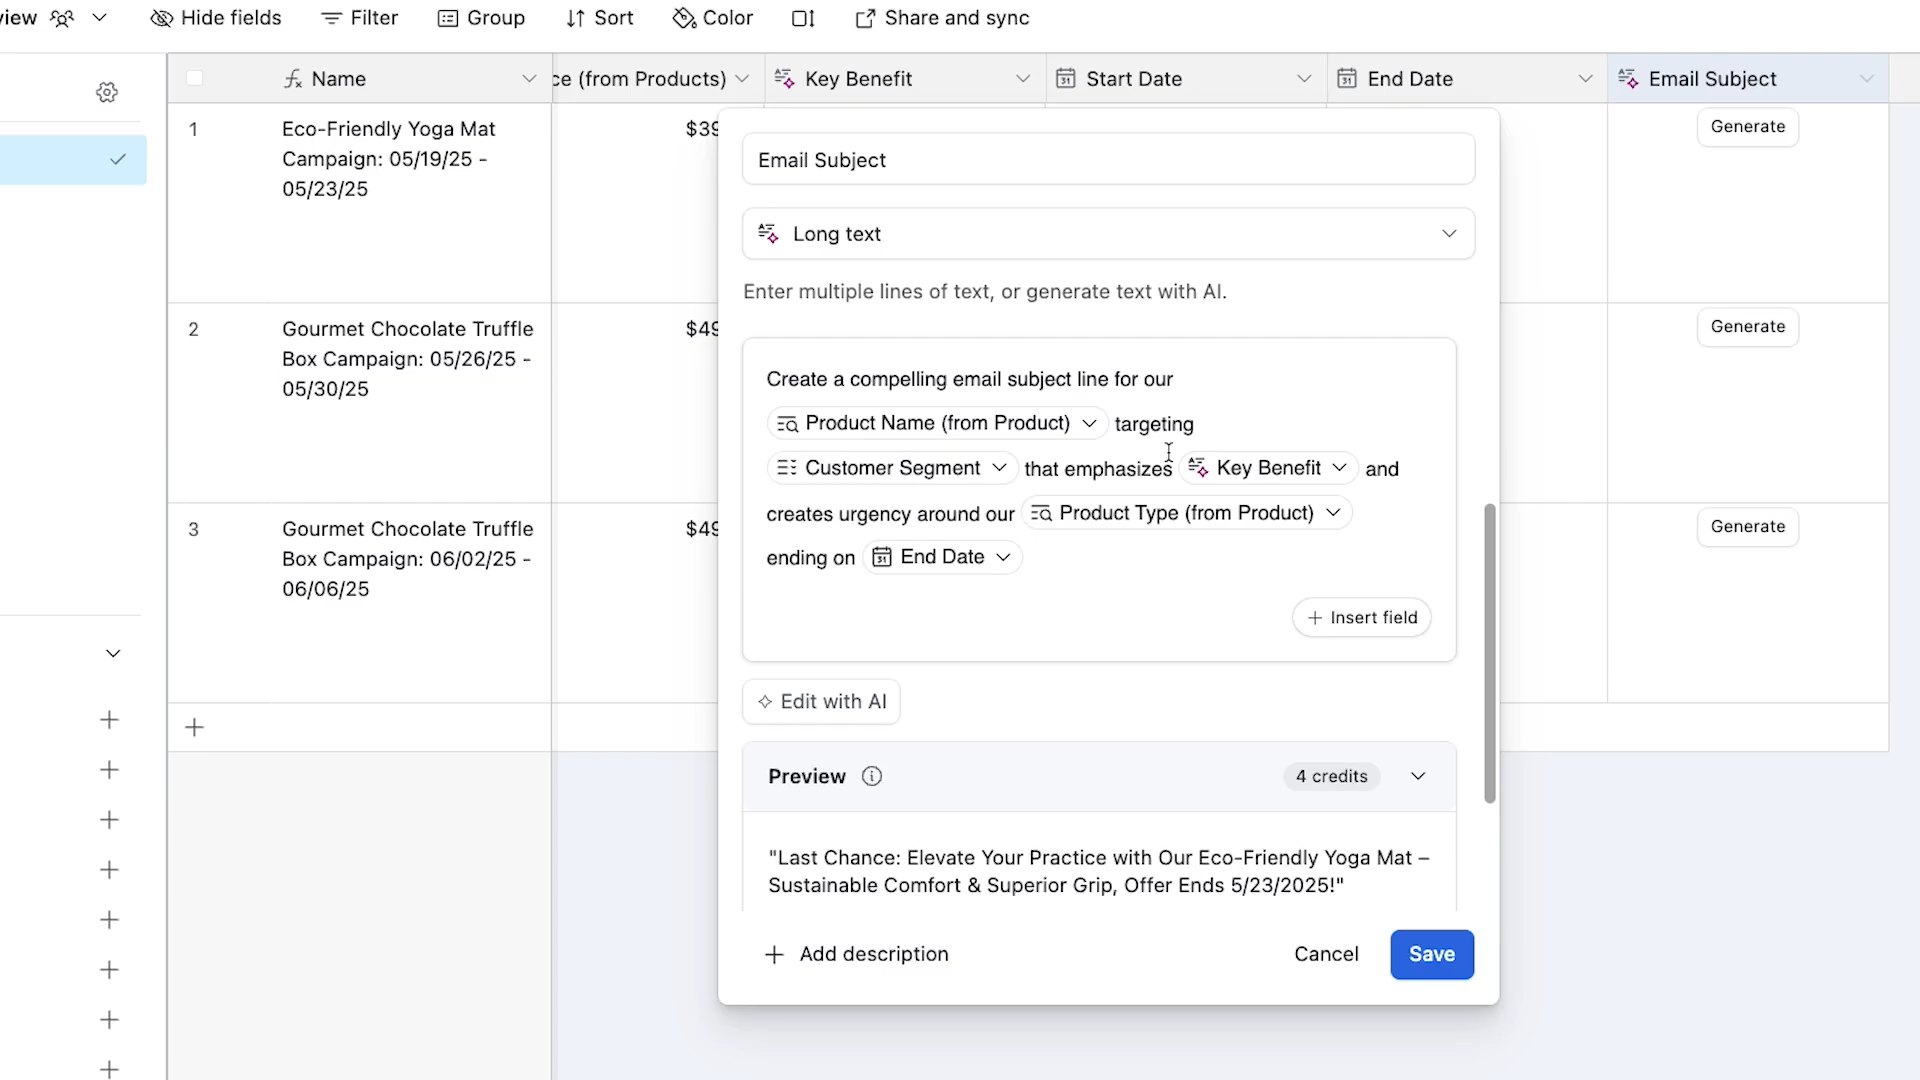 view
Hide fields
Filter
Group
Sort
Color
Share and sync
Name
ce (from Products)
Key Benefit
Start Date
End Date
Email Subject
1
Eco-Friendly Yoga Mat
Campaign: 05/19/25 -
05/23/25
$39
Generate
2
Gourmet Chocolate Truffle
Box Campaign: 05/26/25 -
05/30/25
$49
Generate
3
Gourmet Chocolate Truffle
Box Campaign: 06/02/25 -
06/06/25
$49
Generate
Email Subject
Long text
Enter multiple lines of text, or generate text with AI.
Create a compelling email subject line for our
Product Name (from Product) targeting
Customer Segment that emphasizes Key Benefit and
creates urgency around our Product Type (from Product)
ending on End Date
Insert field
Edit with AI
Preview
4 credits
"Last Chance: Elevate Your Practice with Our Eco-Friendly Yoga Mat –
Sustainable Comfort & Superior Grip, Offer Ends 5/23/2025!"
Add description
Cancel
Save